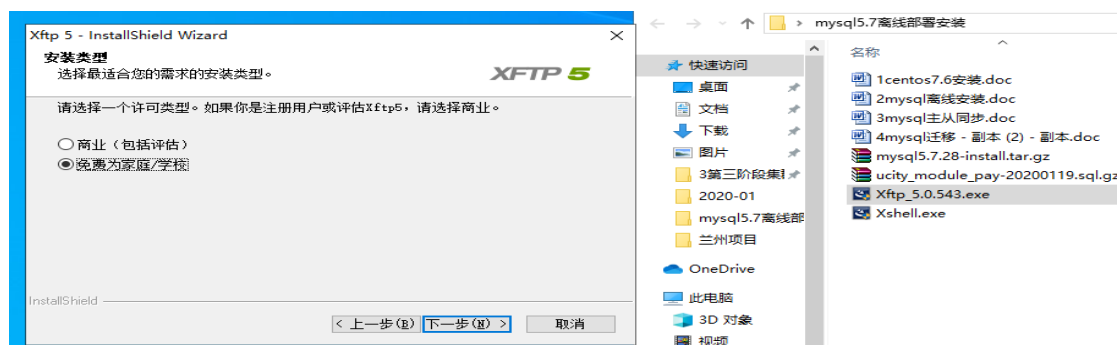 Xftp 5 - InstallShield Wizard
安装类型
选择最适合您的需求的安装类型。
XFTP 5
请选择一个许可类型。如果你是注册用户或评估Xftp5，请选择商业。
商业（包括评估）
免费为家庭/学校
InstallShield
< 上一步(B)
下一步(N) >
取消
mysql5.7离线部署安装
快速访问
桌面
文档
下载
图片
3第三阶段集
2020-01
mysql5.7离线部
兰州项目
OneDrive
此电脑
3D 对象
视频
名称
1centos7.6安装.doc
2mysql离线安装.doc
3mysql主从同步.doc
4mysql迁移 - 副本 (2) - 副本.doc
mysql5.7.28-install.tar.gz
ucity_module_pay-20200119.sql.gz
Xftp_5.0.543.exe
Xshell.exe